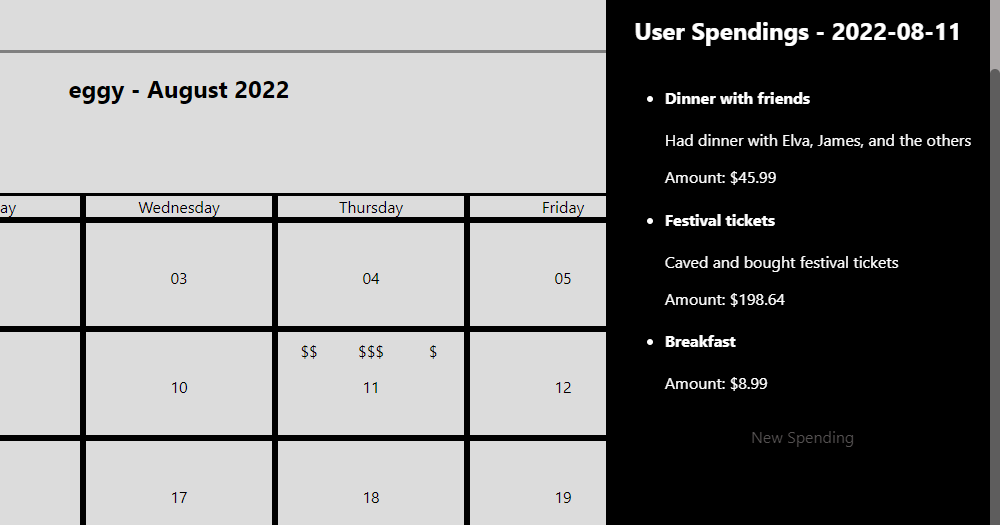 eggy - August 2022
ay Wednesday Thursday Friday
03 04 05
$$ $$$ $
10 11 12
17 18 19
User Spendings - 2022-08-11
• Dinner with friends
Had dinner with Elva, James, and the others
Amount: $45.99
• Festival tickets
Caved and bought festival tickets
Amount: $198.64
• Breakfast
Amount: $8.99
New Spending